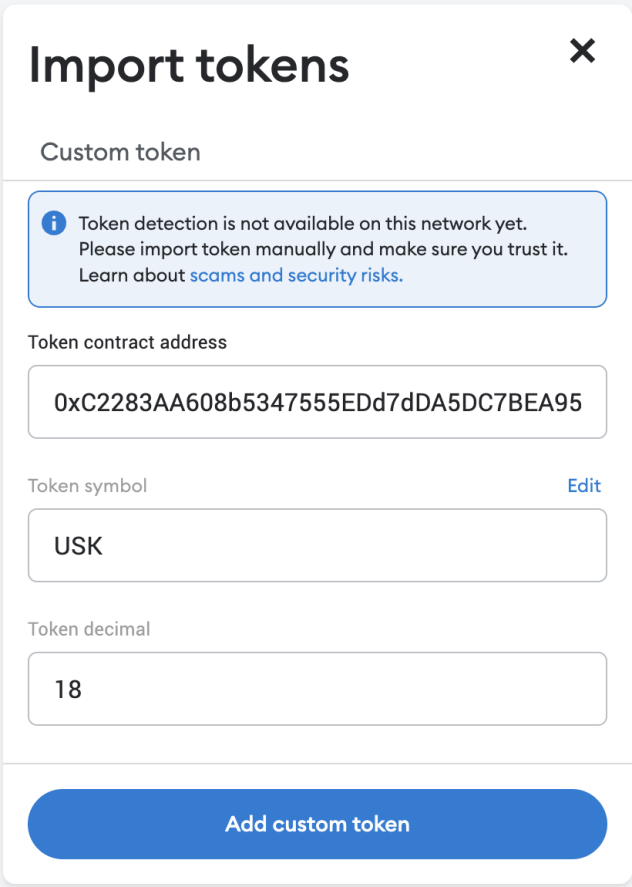 Import tokens
Custom token
Token detection is not available on this network yet.
Please import token manually and make sure you trust it.
Learn about scams and security risks.
Token contract address
0xC2283AA608b5347555EDd7dDA5DC7BEA95
Token symbol
Edit
USK
Token decimal
18
Add custom token